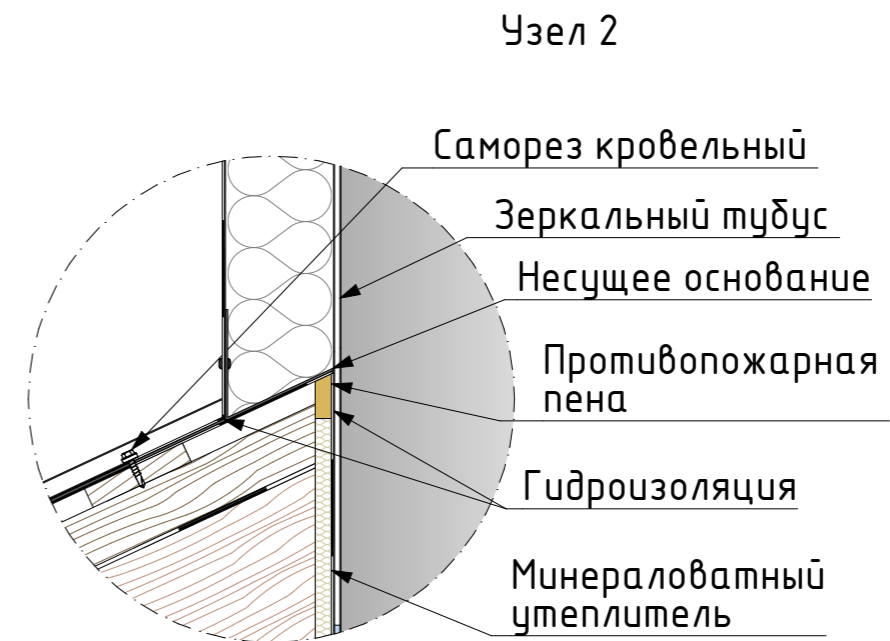 Узел 2
Саморез кровельный
Зеркальный тубус
Несущее основание
Противопожарная
пена
Гидроизоляция
Минераловатный
утеплитель